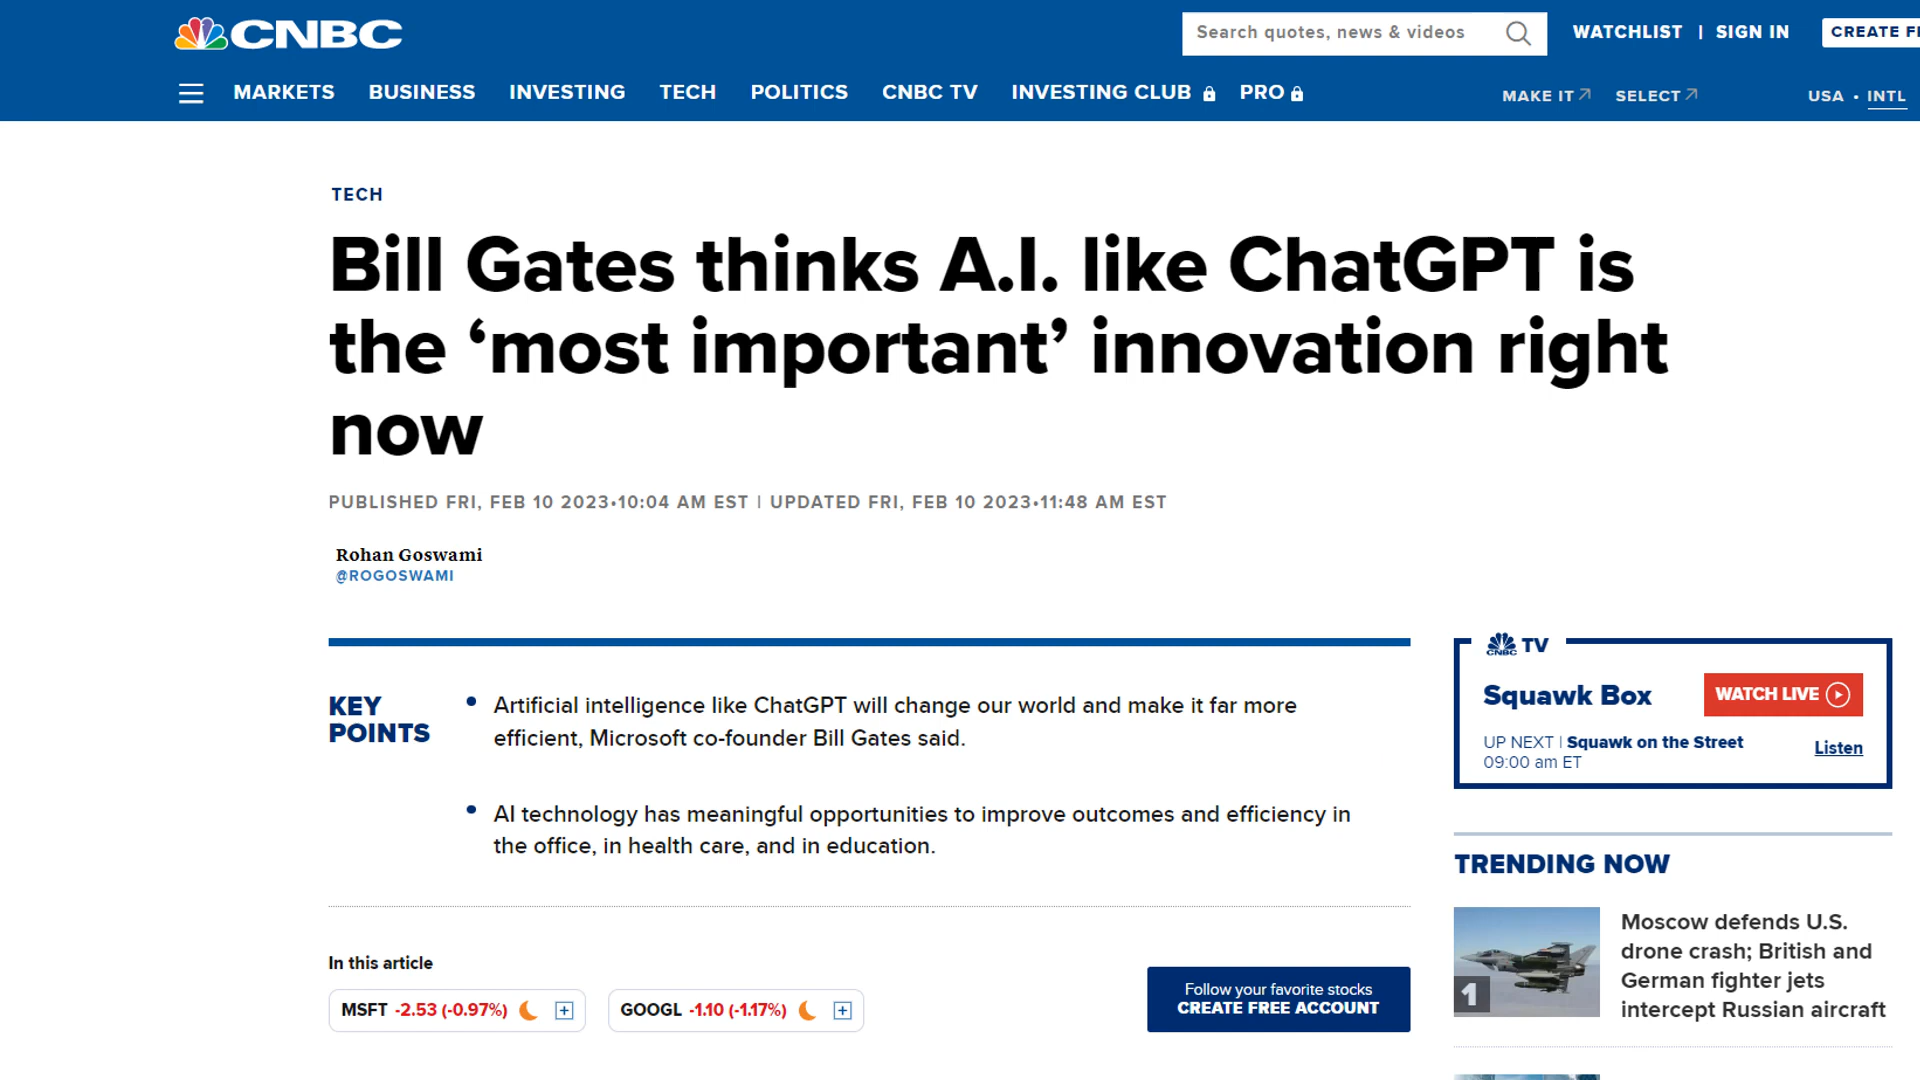 CNBC
Search quotes, news & videos
WATCHLIST | SIGN IN
CREATE
MARKETS BUSINESS INVESTING TECH POLITICS CNBC TV INVESTING CLUB PRO
MAKE IT SELECT USA • INTL
TECH
Bill Gates thinks A.I. like ChatGPT is
the ‘most important’ innovation right
now
PUBLISHED FRI, FEB 10 2023•10:04 AM EST | UPDATED FRI, FEB 10 2023•11:48 AM EST
Rohan Goswami
@ROGOSWAMI
KEY
POINTS
• Artificial intelligence like ChatGPT will change our world and make it far more
efficient, Microsoft co-founder Bill Gates said.
• AI technology has meaningful opportunities to improve outcomes and efficiency in
the office, in health care, and in education.
In this article
MSFT -2.53 (-0.97%)
GOOGL -1.10 (-1.17%)
Follow your favorite stocks
CREATE FREE ACCOUNT
CNBC TV
Squawk Box
WATCH LIVE
UP NEXT | Squawk on the Street
09:00 am ET
Listen
TRENDING NOW
1
Moscow defends U.S.
drone crash; British and
German fighter jets
intercept Russian aircraft